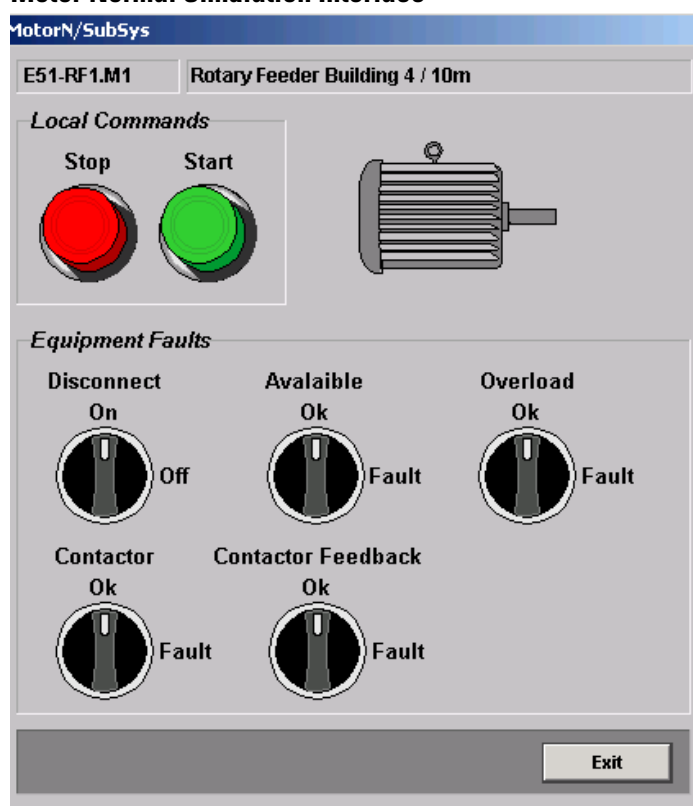 Motor Normal Simulation Interface
MotorN/SubSys
E51-RF1.M1 Rotary Feeder Building 4 / 10m
Local Commands
Stop Start
Equipment Faults
Disconnect Avalaible Overload
On Ok Ok
Off Fault Fault
Contactor Contactor Feedback
Ok Ok
Fault Fault
Exit